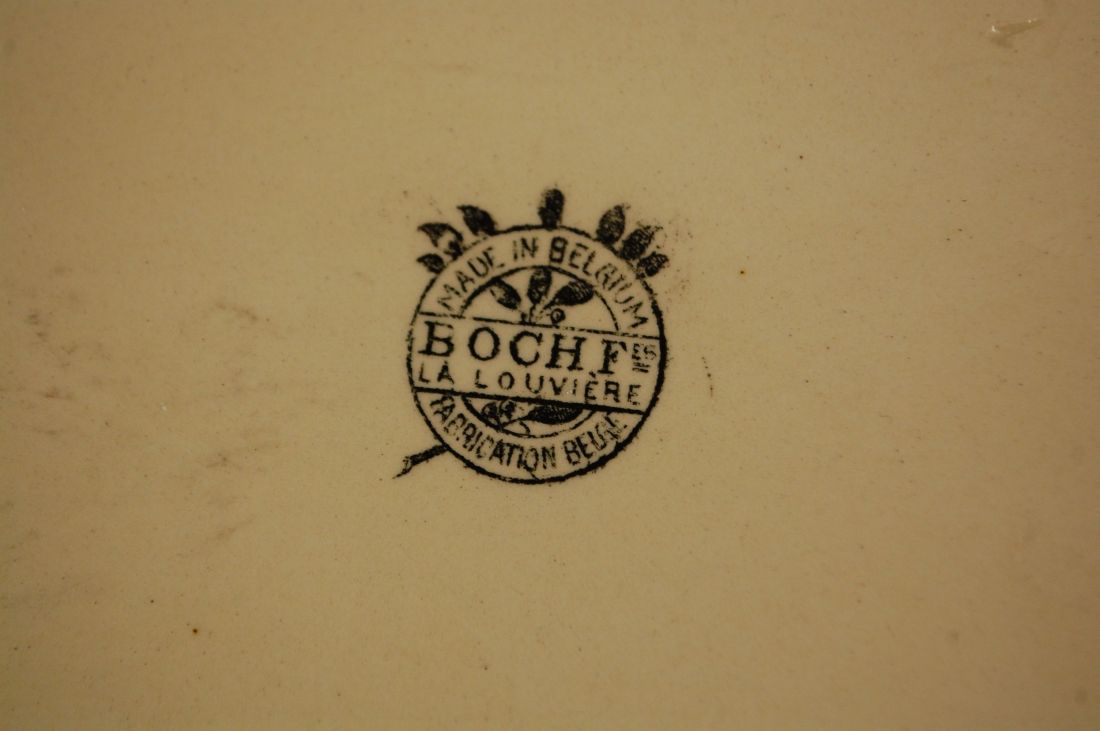 MADE IN BELGIUM
BOCH FES
LA LOUVIÈRE
FABRICATION BELGE